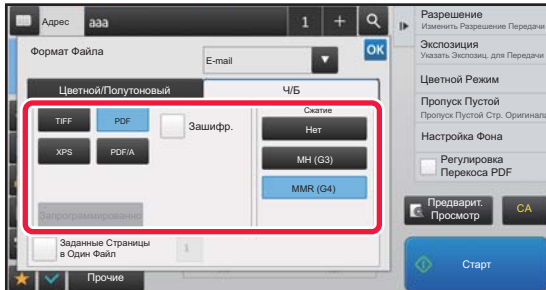 Адрес
aaa
1
Разрешение
Изменить Разрешение Передачи
Формат Файла
E-mail
OK
Экспозиция
Указать Экспозиц. для Передачи
Цветной/Полутоновый
Ч/Б
Цветной Режим
TIFF
PDF
Зашифр.
Сжатие
Нет
Пропуск Пустой
Пропуск Пустой Стр. Оригинала
XPS
PDF/A
MH (G3)
Настройка Фона
MMR (G4)
Регулировка
Перекоса PDF
Запрограммированно
Предварит.
Просмотр
CA
Заданные Страницы
в Один Файл
1
Старт
Прочие